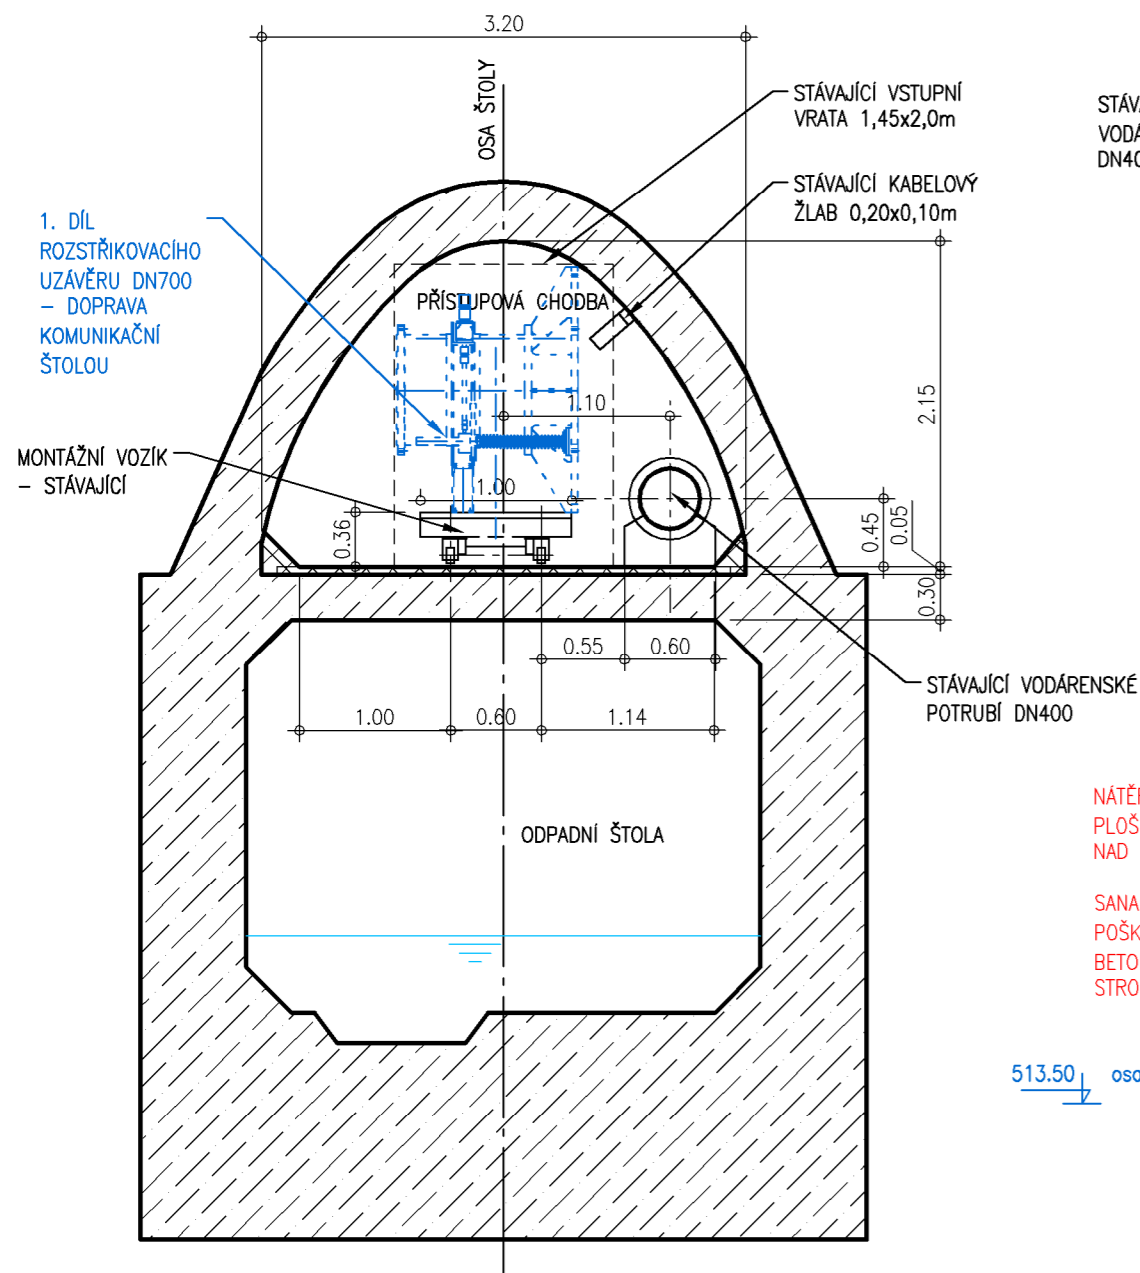 3.20
OSA ŠTOLY
STÁVAJÍCÍ VSTUPNÍ
VRATA 1,45x2,0m
STÁVAJÍCÍ KABELOVÝ
ŽLAB 0,20x0,10m
1. DÍL
ROZSTŘIKOVACÍHO
UZÁVĚRU DN700
– DOPRAVA
KOMUNIKAČNÍ
ŠTOLOU
PŘÍSTUPOVÁ CHODBA
1.10
2.15
MONTÁŽNÍ VOZÍK
– STÁVAJÍCÍ
1.00
0.36
0.45
0.05
0.30
0.55
0.60
STÁVAJÍCÍ VODÁRENSKÉ
POTRUBÍ DN400
1.00
0.60
1.14
ODPADNÍ ŠTOLA
NAD
513.50